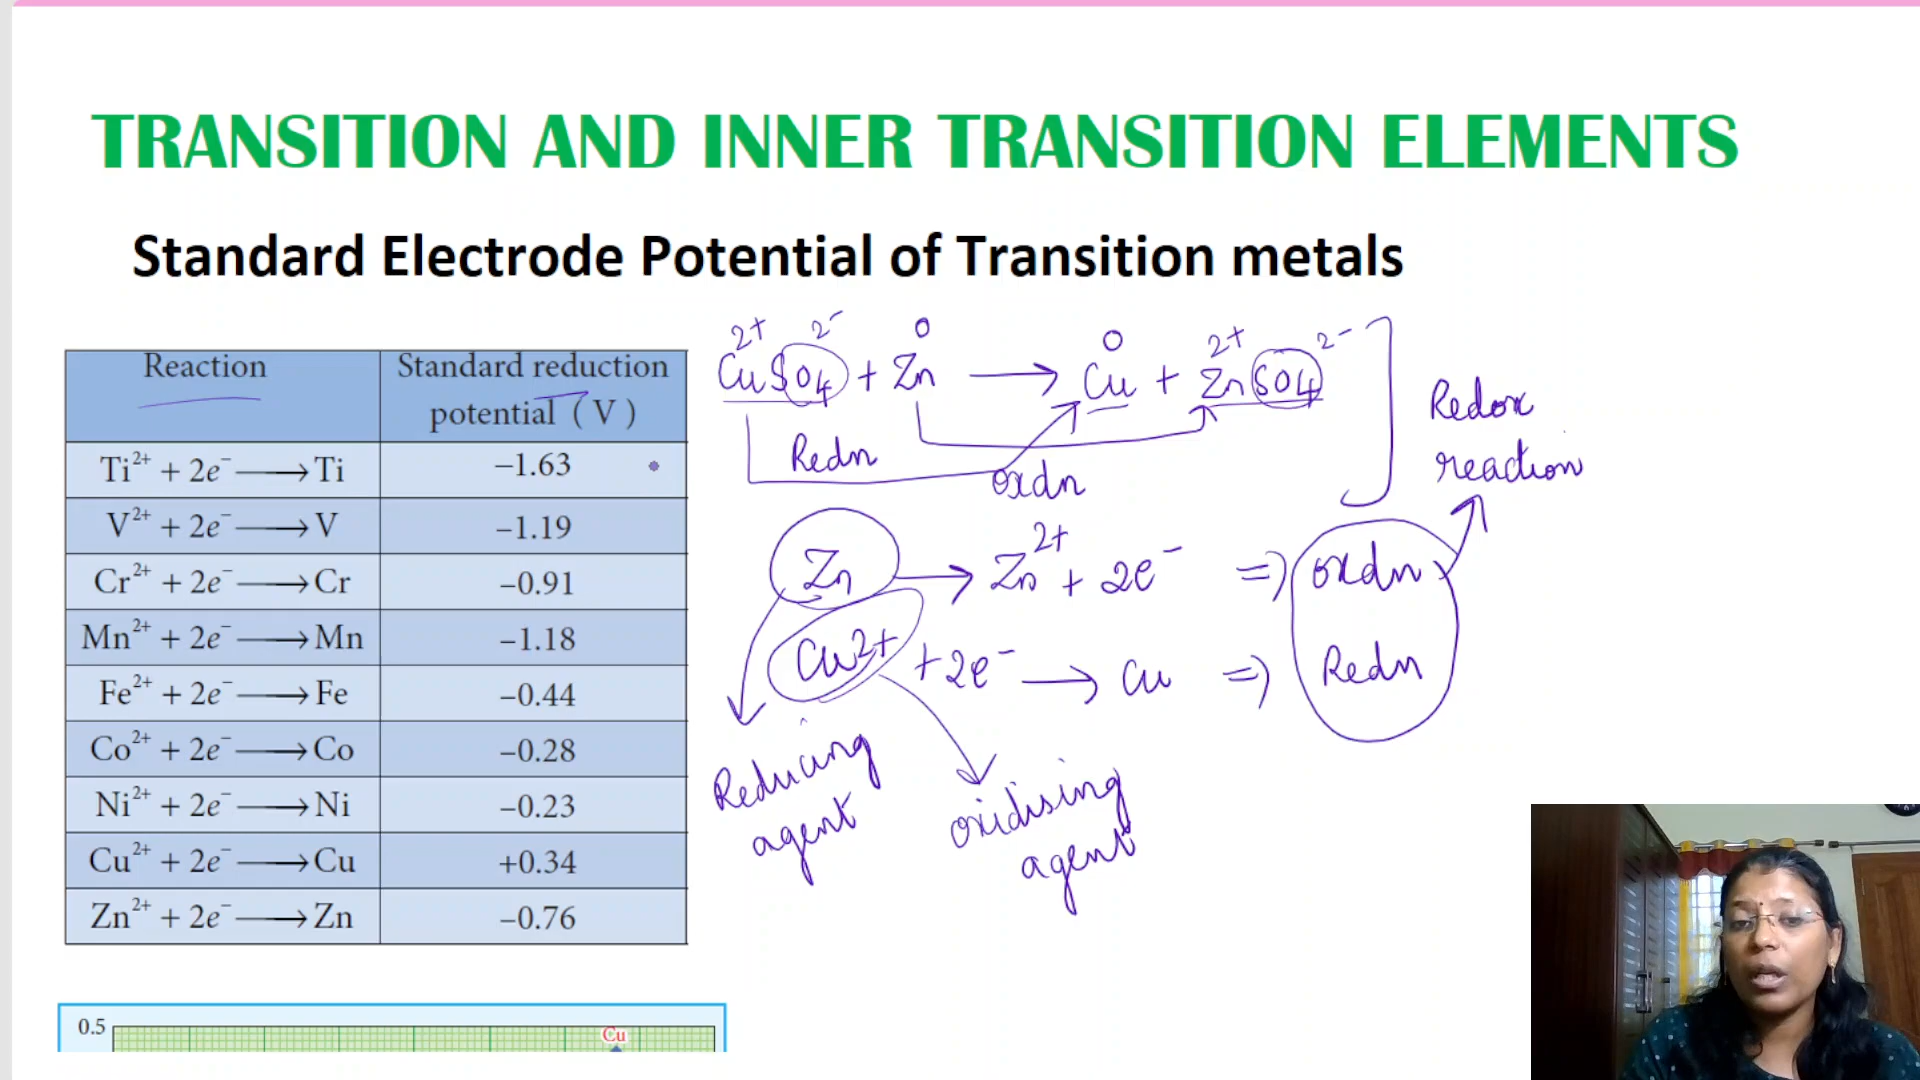 TRANSITION AND INNER TRANSITION ELEMENTS
Standard Electrode Potential of Transition metals
Reaction Standard reduction potential (V)
Ti²⁺ + 2e⁻ ⟶ Ti −1.63
V²⁺ + 2e⁻ ⟶ V −1.19
Cr²⁺ + 2e⁻ ⟶ Cr −0.91
Mn²⁺ + 2e⁻ ⟶ Mn −1.18
Fe²⁺ + 2e⁻ ⟶ Fe −0.44
Co²⁺ + 2e⁻ ⟶ Co −0.28
Ni²⁺ + 2e⁻ ⟶ Ni −0.23
Cu²⁺ + 2e⁻ ⟶ Cu +0.34
Zn²⁺ + 2e⁻ ⟶ Zn −0.76
2+ 2− 0 0 2+ 2−
CuSO4 + Zn ⟶ Cu + ZnSO4
Redn
oxdn
Redox
reaction
Zn ⟶ Zn²⁺ + 2e⁻ ⇒ oxdn
Cu²⁺ + 2e⁻ ⟶ Cu ⇒ Redn
Reducing
agent
oxidising
agent
0.5
Cu